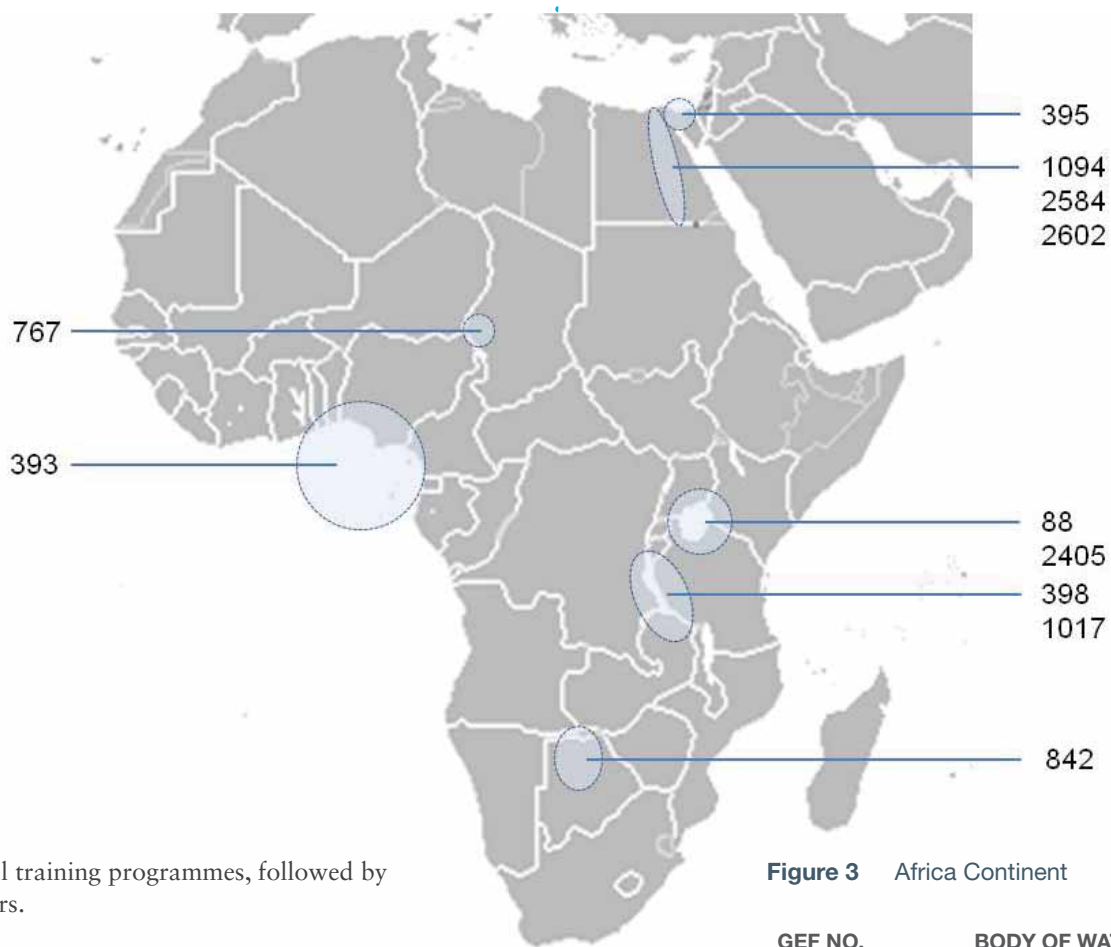 395
1094
2584
2602
767
393
88
2405
398
1017
842
l training programmes, followed by
rs.
Figure 3 Africa Continent
GEF NO. BODY OF WAT